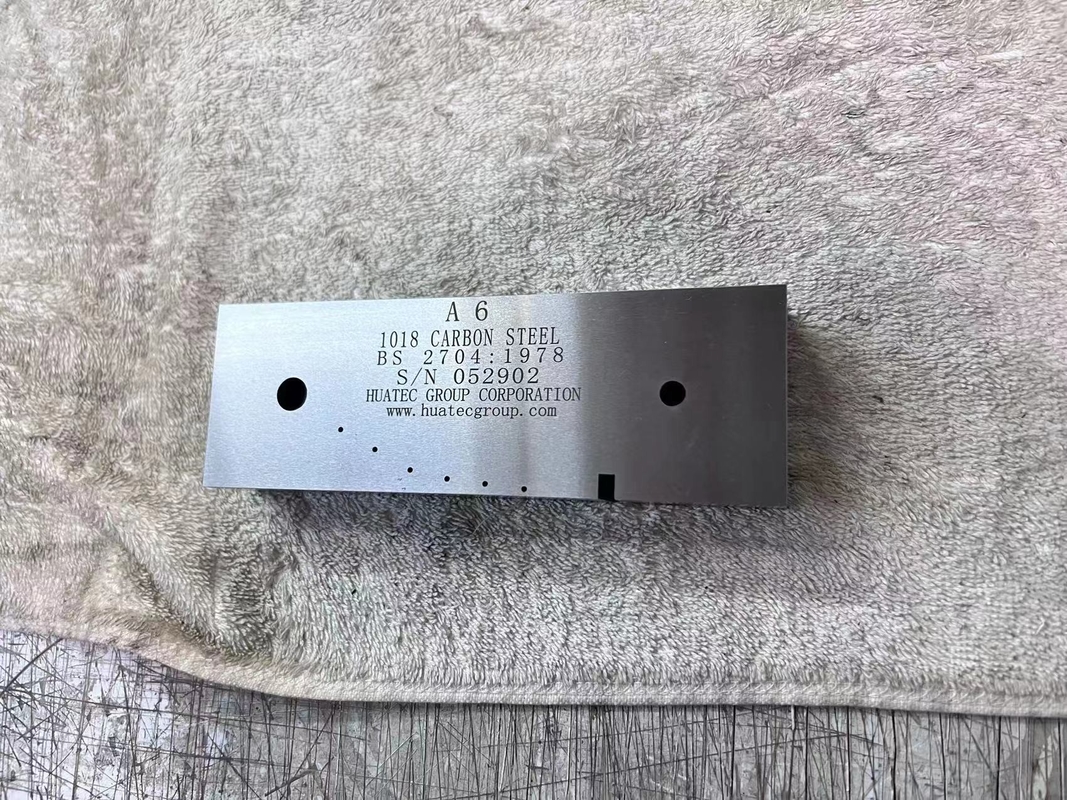 A 6
1018 CARBON STEEL
BS 2704:1978
S/N 052902
HUATEC GROUP CORPORATION
www.huatecgroup.com